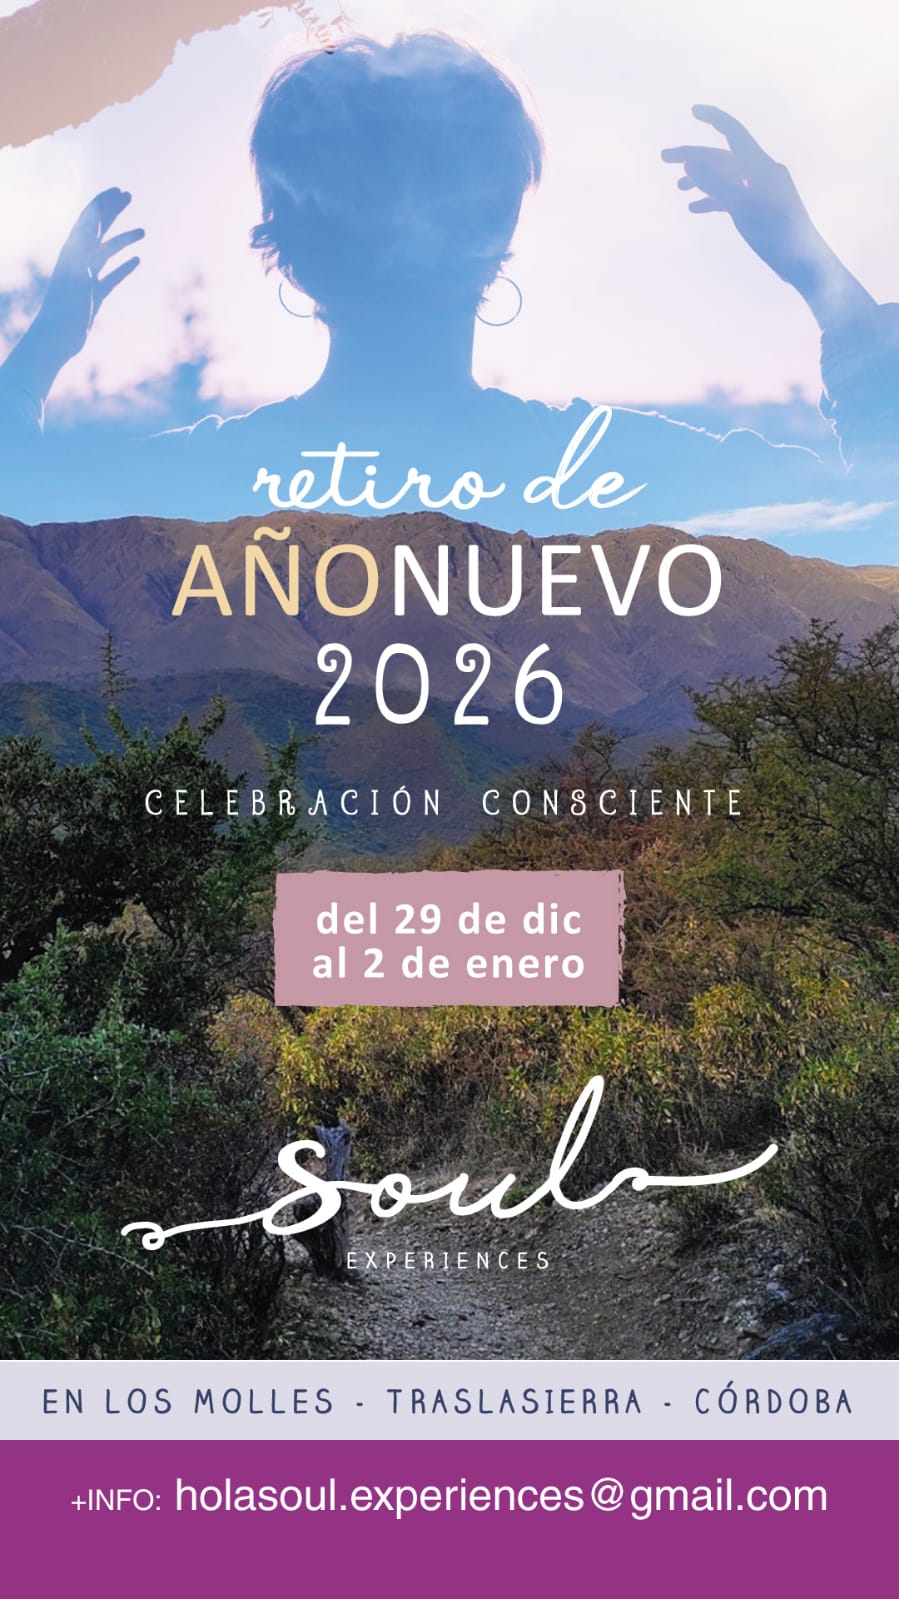 retiro de
AÑONUEVO
2026
CELEBRACIÓN CONSCIENTE
del 29 de dic
al 2 de enero
soul
EXPERIENCES
EN LOS MOLLES - TRASLASIERRA - CÓRDOBA
+INFO: holasoul.experiences@gmail.com